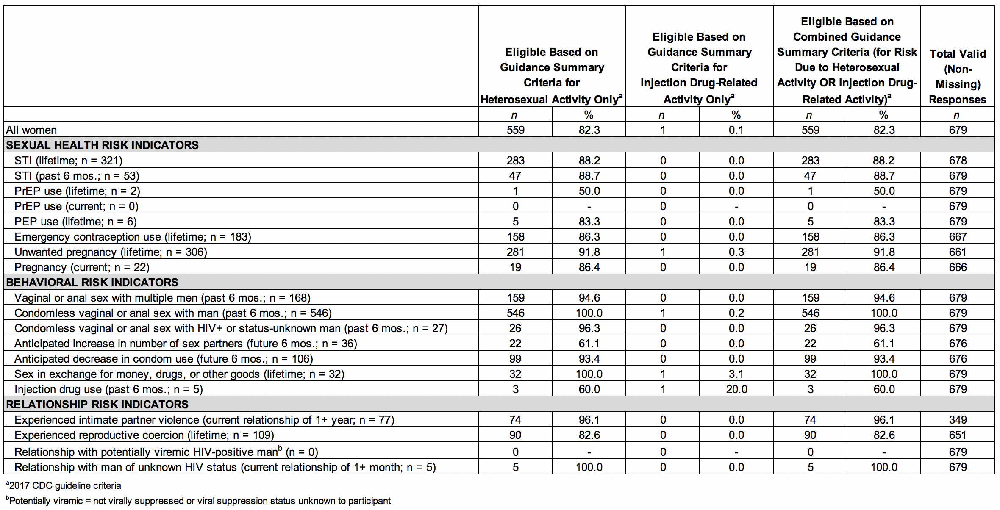 Eligible Based on Guidance Summary Criteria for Heterosexual Activity Onlyᵃ Eligible Based on Guidance Summary Criteria for Injection Drug-Related Activity Onlyᵃ Eligible Based on Combined Guidance Summary Criteria (for Risk Due to Heterosexual Activity OR Injection Drug-Related Activity)ᵃ Total Valid (Non-Missing) Responses
n % n % n % n
All women 559 82.3 1 0.1 559 82.3 679
SEXUAL HEALTH RISK INDICATORS
STI (lifetime; n = 321) 283 88.2 0 0.0 283 88.2 678
STI (past 6 mos.; n = 53) 47 88.7 0 0.0 47 88.7 679
PrEP use (lifetime; n = 2) 1 50.0 0 0.0 1 50.0 679
PrEP use (current; n = 0) 0 - 0 - 0 - 679
PEP use (lifetime; n = 6) 5 83.3 0 0.0 5 83.3 679
Emergency contraception use (lifetime; n = 183) 158 86.3 0 0.0 158 86.3 667
Unwanted pregnancy (lifetime; n = 306) 281 91.8 1 0.3 281 91.8 661
Pregnancy (current; n = 22) 19 86.4 0 0.0 19 86.4 666
BEHAVIORAL RISK INDICATORS
Vaginal or anal sex with multiple men (past 6 mos.; n = 168) 159 94.6 0 0.0 159 94.6 679
Condomless vaginal or anal sex with man (past 6 mos.; n = 546) 546 100.0 1 0.2 546 100.0 679
Condomless vaginal or anal sex with HIV+ or status-unknown man (past 6 mos.; n = 27) 26 96.3 0 0.0 26 96.3 679
Anticipated increase in number of sex partners (future 6 mos.; n = 36) 22 61.1 0 0.0 22 61.1 676
Anticipated decrease in condom use (future 6 mos.; n = 106) 99 93.4 0 0.0 99 93.4 676
Sex in exchange for money, drugs, or other goods (lifetime; n = 32) 32 100.0 1 3.1 32 100.0 679
Injection drug use (past 6 mos.; n = 5) 3 60.0 1 20.0 3 60.0 679
RELATIONSHIP RISK INDICATORS
Experienced intimate partner violence (current relationship of 1+ year; n = 77) 74 96.1 0 0.0 74 96.1 349
Experienced reproductive coercion (lifetime; n = 109) 90 82.6 0 0.0 90 82.6 651
Relationship with potentially viremic HIV-positive manᵇ (n = 0) 0 - 0 - 0 - 679
Relationship with man of unknown HIV status (current relationship of 1+ month; n = 5) 5 100.0 0 0.0 5 100.0 679
ᵃ2017 CDC guideline criteria
ᵇPotentially viremic = not virally suppressed or viral suppression status unknown to participant